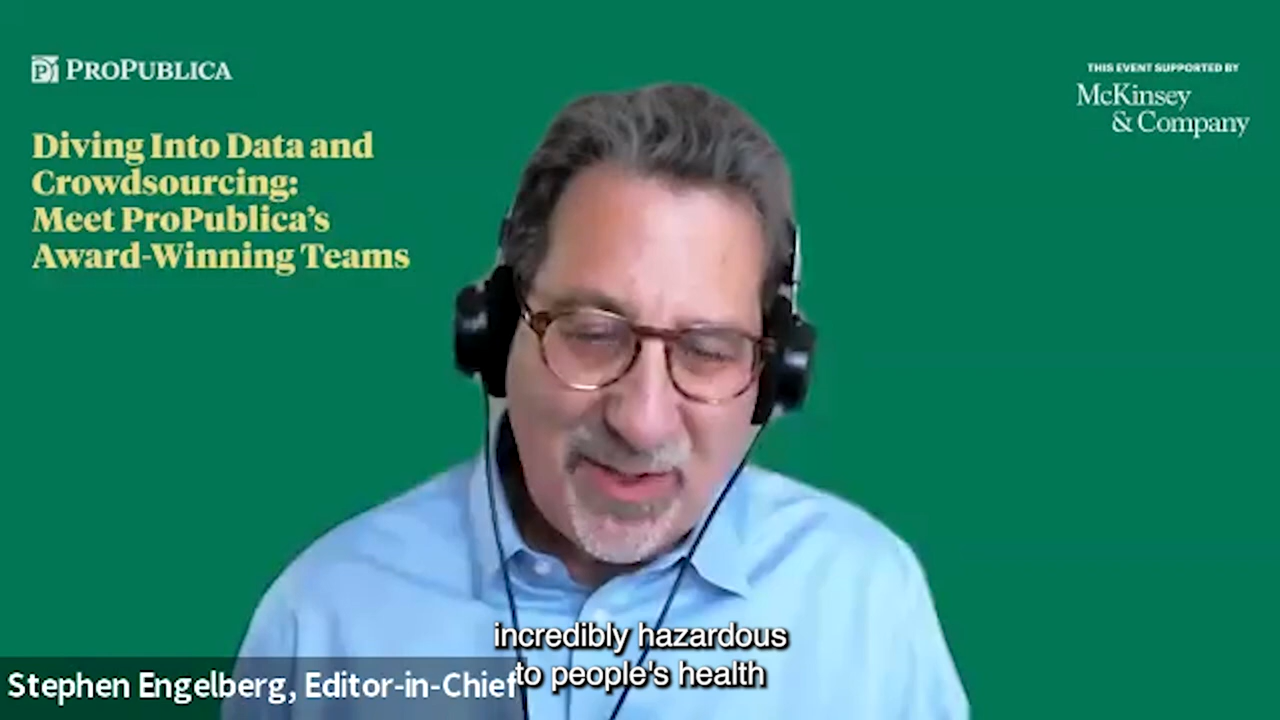 PROPUBLICA
THIS EVENT SUPPORTED BY
McKinsey
& Company
Diving Into Data and
Crowdsourcing:
Meet ProPublica's
Award-Winning Teams
incredibly hazardous
to people's health
Stephen Engelberg, Editor-in-Chief